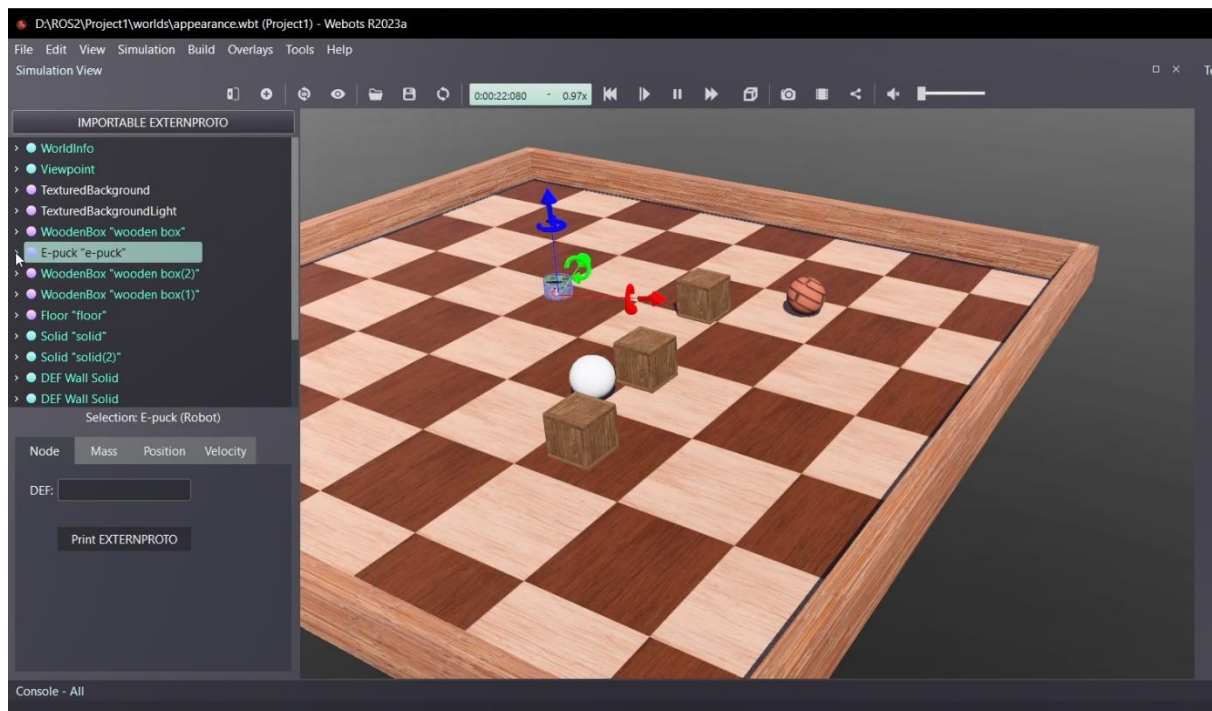 D:\ROS2\Project1\worlds\appearance.wbt (Project1) - Webots R2023a
File Edit View Simulation Build Overlays Tools Help
Simulation View
0:00:22:080 - 0.97x
IMPORTABLE EXTERNPROTO
WorldInfo
Viewpoint
TexturedBackground
TexturedBackgroundLight
WoodenBox "wooden box"
E-puck "e-puck"
WoodenBox "wooden box(2)"
WoodenBox "wooden box(1)"
Floor "floor"
Solid "solid"
Solid "solid(2)"
DEF Wall Solid
DEF Wall Solid
Selection: E-puck (Robot)
Node Mass Position Velocity
DEF:
Print EXTERNPROTO
Console - All